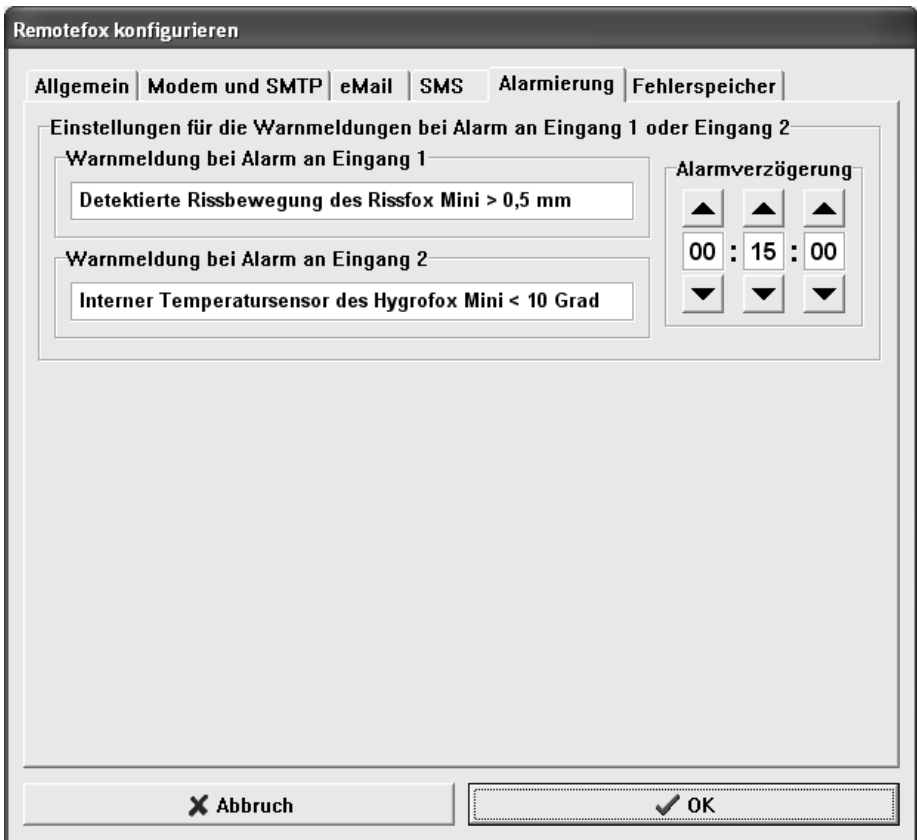 Remotefox konfigurieren
Allgemein Modem und SMTP eMail SMS Alarmierung Fehlerspeicher
Einstellungen für die Warnmeldungen bei Alarm an Eingang 1 oder Eingang 2
Warnmeldung bei Alarm an Eingang 1
Detektierte Rissbewegung des Rissfox Mini > 0,5 mm
Warnmeldung bei Alarm an Eingang 2
Interner Temperatursensor des Hygrofox Mini < 10 Grad
Alarmverzögerung
00 : 15 : 00
Abbruch
OK